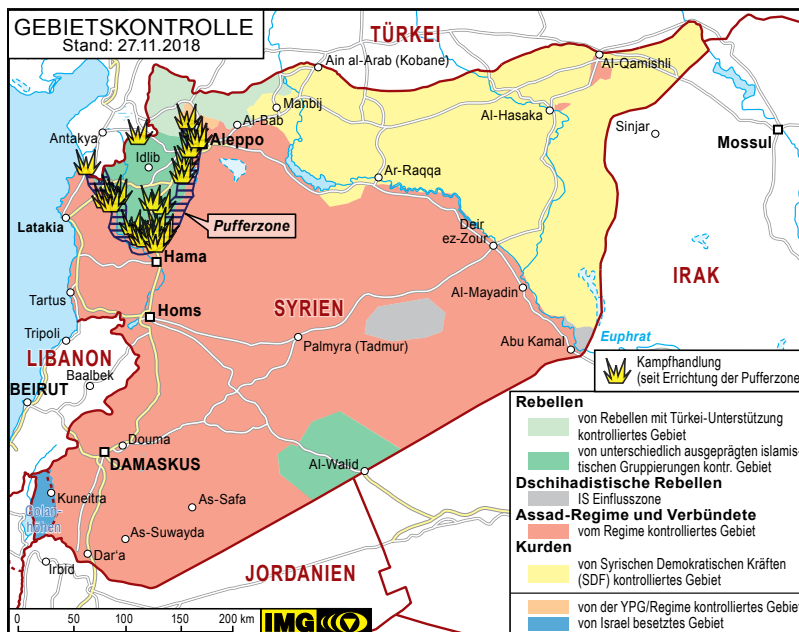 GEBIETSKONTROLLE
Stand: 27.11.2018
TÜRKEI
Ain al-Arab (Kobane)
Al-Qamishli
Manbij
Al-Hasaka
Al-Bab
Antakya
Aleppo
Sinjar
Mossul
Idlib
Ar-Raqqa
Latakia
Pufferzone
Deir
ez-Zour
Hama
IRAK
Tartus
Homs
SYRIEN
Al-Mayadin
Tripoli
Palmyra (Tadmur)
Abu Kamal
Euphrat
LIBANON
Baalbek
BEIRUT
Douma
DAMASKUS
Al-Walid
Kuneitra
As-Safa
Golan-
höhen
As-Suwayda
Dar'a
Irbid
JORDANIEN
Kampfhandlung
(seit Errichtung der Pufferzone)
Rebellen
von Rebellen mit Türkei-Unterstützung
kontrolliertes Gebiet
von unterschiedlich ausgeprägten islamis-
tischen Gruppierungen kontr. Gebiet
Dschihadistische Rebellen
IS Einflusszone
Assad-Regime und Verbündete
vom Regime kontrolliertes Gebiet
Kurden
von Syrischen Demokratischen Kräften
(SDF) kontrolliertes Gebiet
von der YPG/Regime kontrolliertes Gebiet
von Israel besetztes Gebiet
0 50 100 150 200 km
IMG